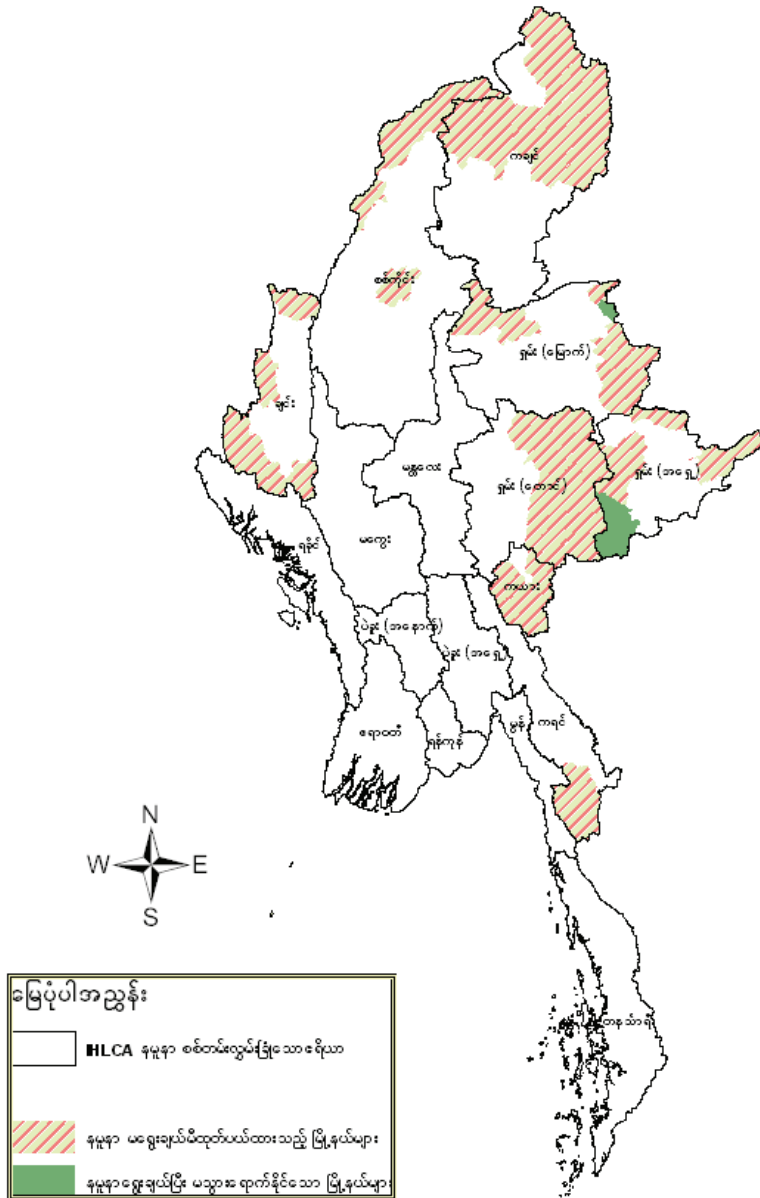 ကချင်
စစ်ကိုင်း
ရှမ်း (မြောက်)
ချင်း
မန္တလေး
ရှမ်း (တောင်)
ရှမ်း (အရှေ့)
ရခိုင်
မကွေး
ကယား
ပဲခူး (အနောက်)
ပဲခူး (အရှေ့)
ဧရာဝတီ
ရန်ကုန်
မွန်
ကရင်
N
W E
S
တနင်္သာရီ
မြေပုံပါအညွှန်း
IHLCA နမူနာ စစ်တမ်းလွှမ်းခြုံသောဧရိယာ
နမူနာ မရွေးချယ်မီထုတ်ပယ်ထားသည့် မြို့နယ်များ
နမူနာရွေးချယ်ပြီး မသွားရောက်နိုင်သော မြို့နယ်များ